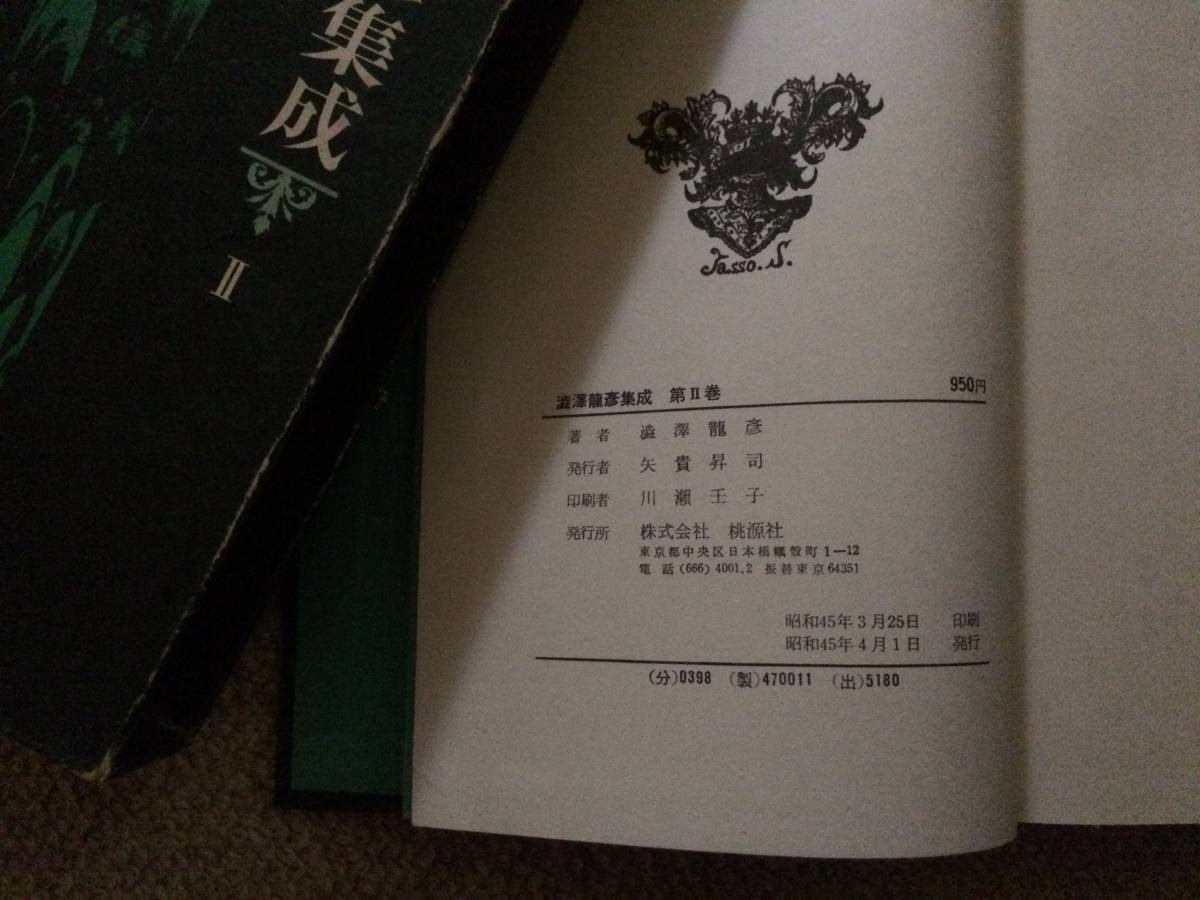 集成
II
Tasso.S.
澁澤龍彥集成 第II巻 950円
著者 澁澤龍彥
発行者 矢貴昇司
印刷者 川瀬王子
発行所 株式会社 桃源社
東京都中央区日本橋蠣殻町1―12
電話(666)4001.2 振替東京64351
昭和45年3月25日 印刷
昭和45年4月1日 発行
(分)0398 (製)470011 (出)5180